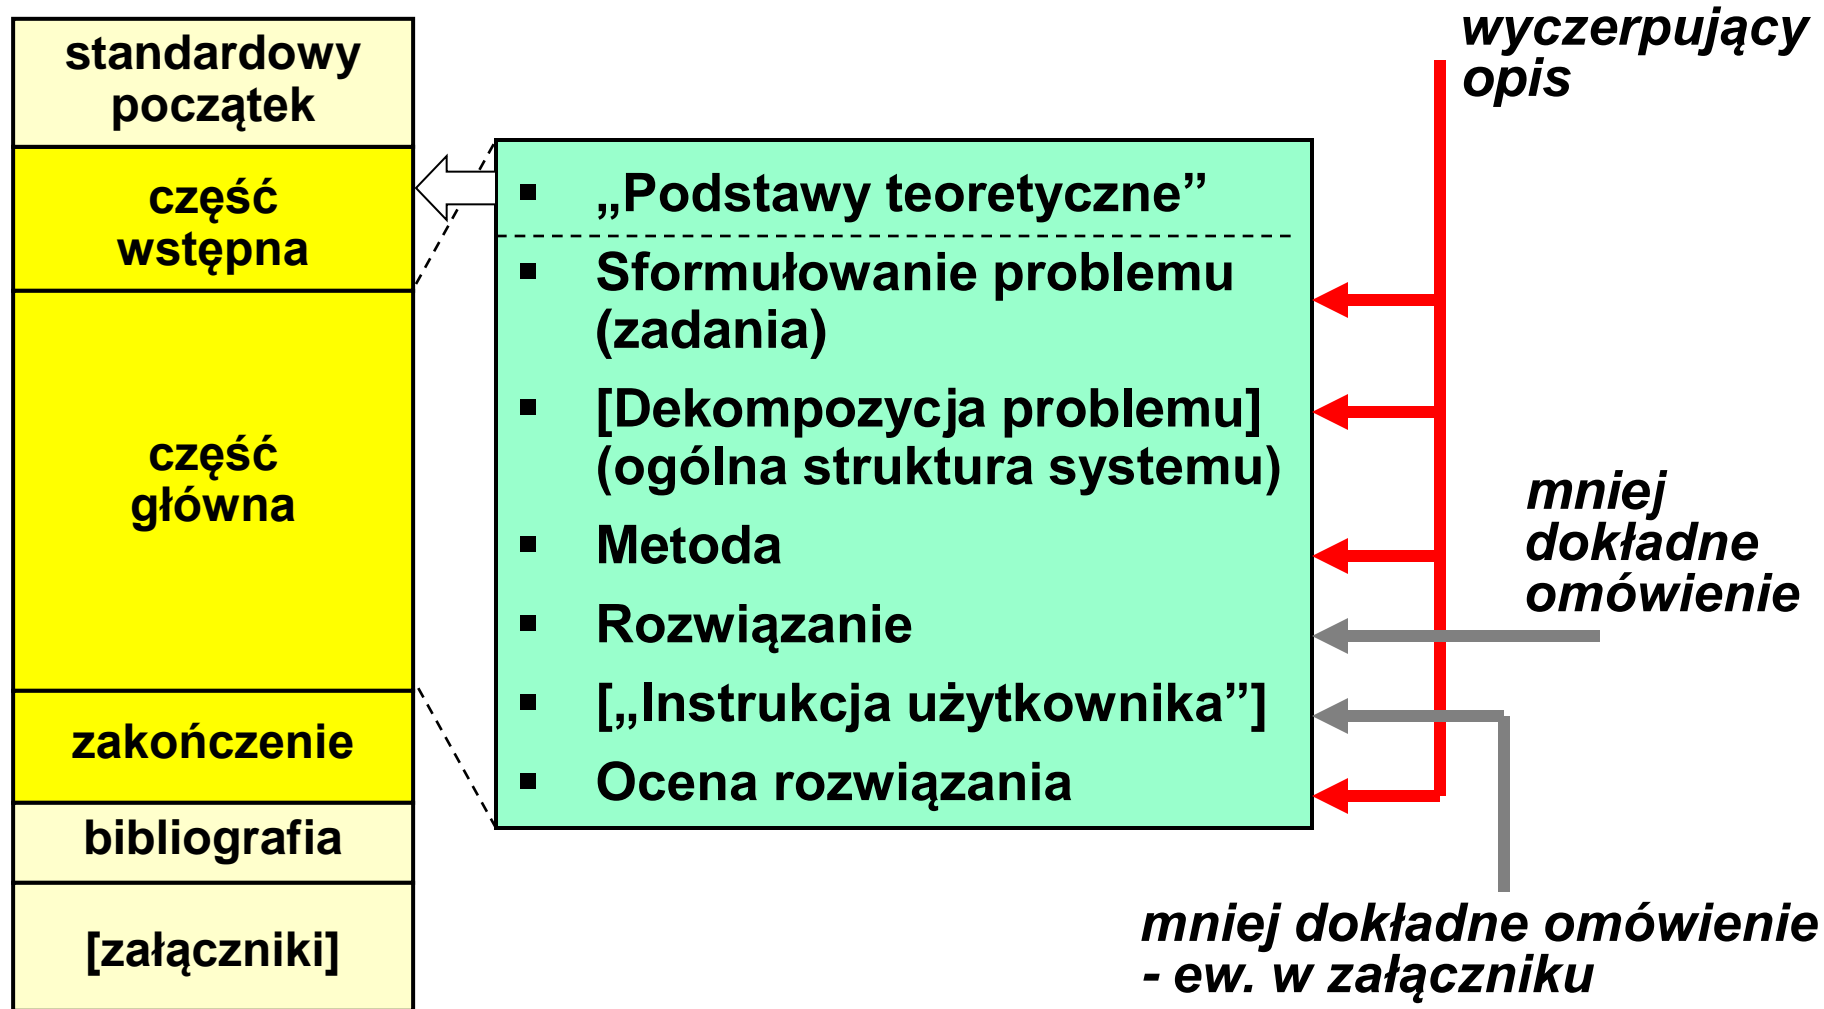 standardowy
początek
część
wstępna
część
główna
zakończenie
bibliografia
[załączniki]
▪ „Podstawy teoretyczne”
▪ Sformułowanie problemu
(zadania)
▪ [Dekompozycja problemu]
(ogólna struktura systemu)
▪ Metoda
▪ Rozwiązanie
▪ [„Instrukcja użytkownika”]
▪ Ocena rozwiązania
wyczerpujący
opis
mniej
dokładne
omówienie
mniej dokładne omówienie
- ew. w załączniku